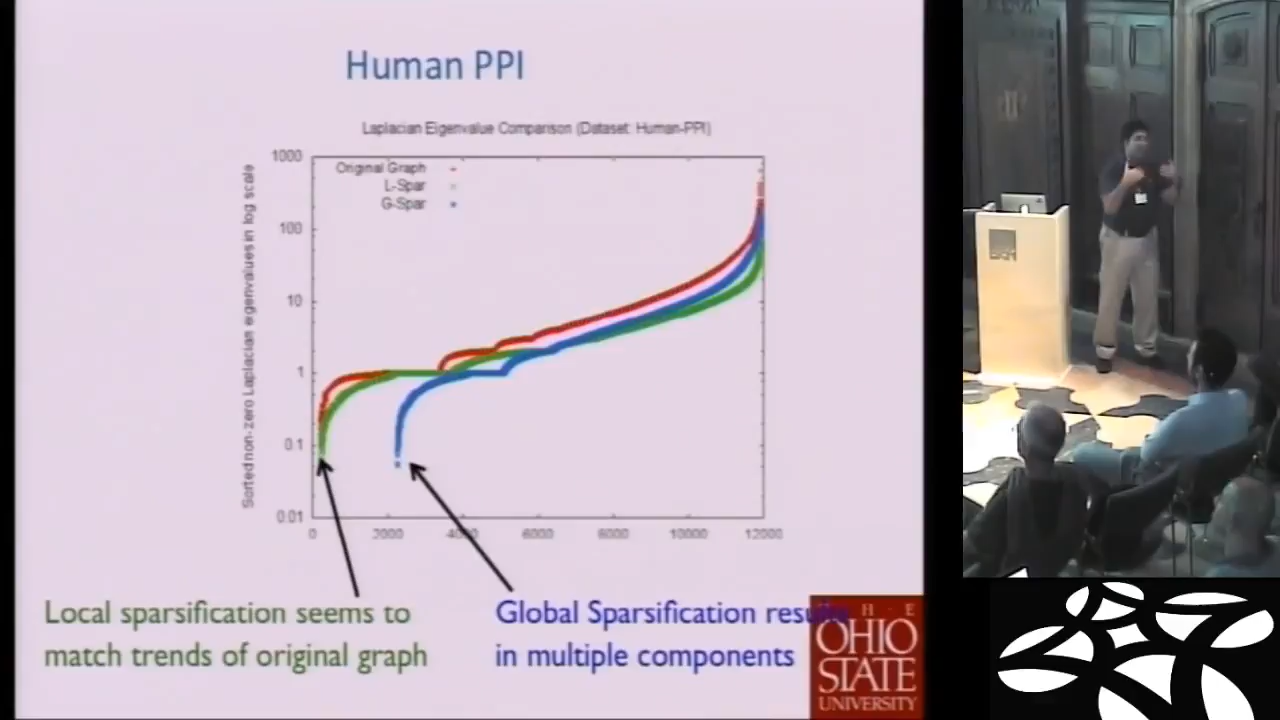 Human PPI
Laplacian Eigenvalue Comparison (Dataset: Human-PPI)
Sorted non-zero Laplacian eigenvalues in log scale
1000
100
10
1
0.1
0.01
Original Graph
L-Spar
G-Spar
0
2000
4000
6000
8000
10000
12000
Local sparsification seems to
match trends of original graph
Global Sparsification results
in multiple components
T · H · E
OHIO
STATE
UNIVERSITY